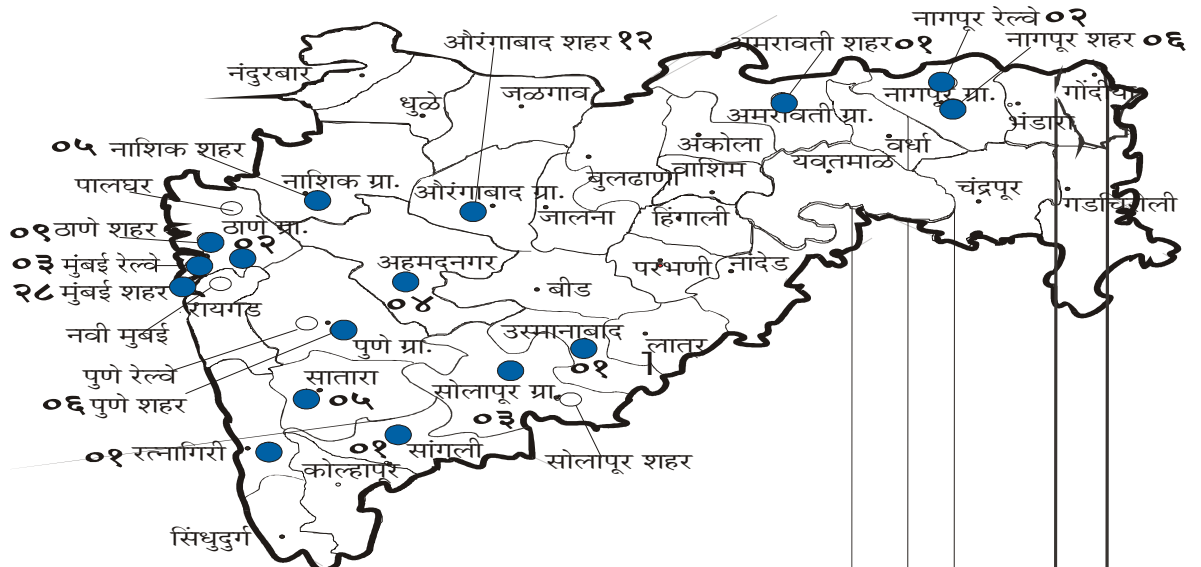 नागपूर रेल्वे ०२
औरंगाबाद शहर १२
अमरावती शहर ०१
नागपूर शहर ०६
नंदुरबार
धुळे
जळगाव
नागपूर ग्रा.
गोंदीया
अमरावती ग्रा.
भंडारा
०५ नाशिक शहर
अंकोला
वर्धा
यवतमाळ
पालघर
नाशिक ग्रा.
औरंगाबाद ग्रा.
बुलढाणा
वाशिम
चंद्रपूर
गडचिरोली
जालना
हिंगाली
०९ ठाणे शहर
ठाणे ग्रा.
०२
०३ मुंबई रेल्वे
अहमदनगर
०४
परभणी
नांदेड
२८ मुंबई शहर
बीड
रायगड
नवी मुंबई
पुणे ग्रा.
उस्मानाबाद
०१
लातूर
1
पुणे रेल्वे
सातारा
०५
सोलापूर ग्रा.
०३
०६ पुणे शहर
०१ रत्नागिरी
०१
सांगली
कोल्हापूर
सोलापूर शहर
सिंधुदुर्ग